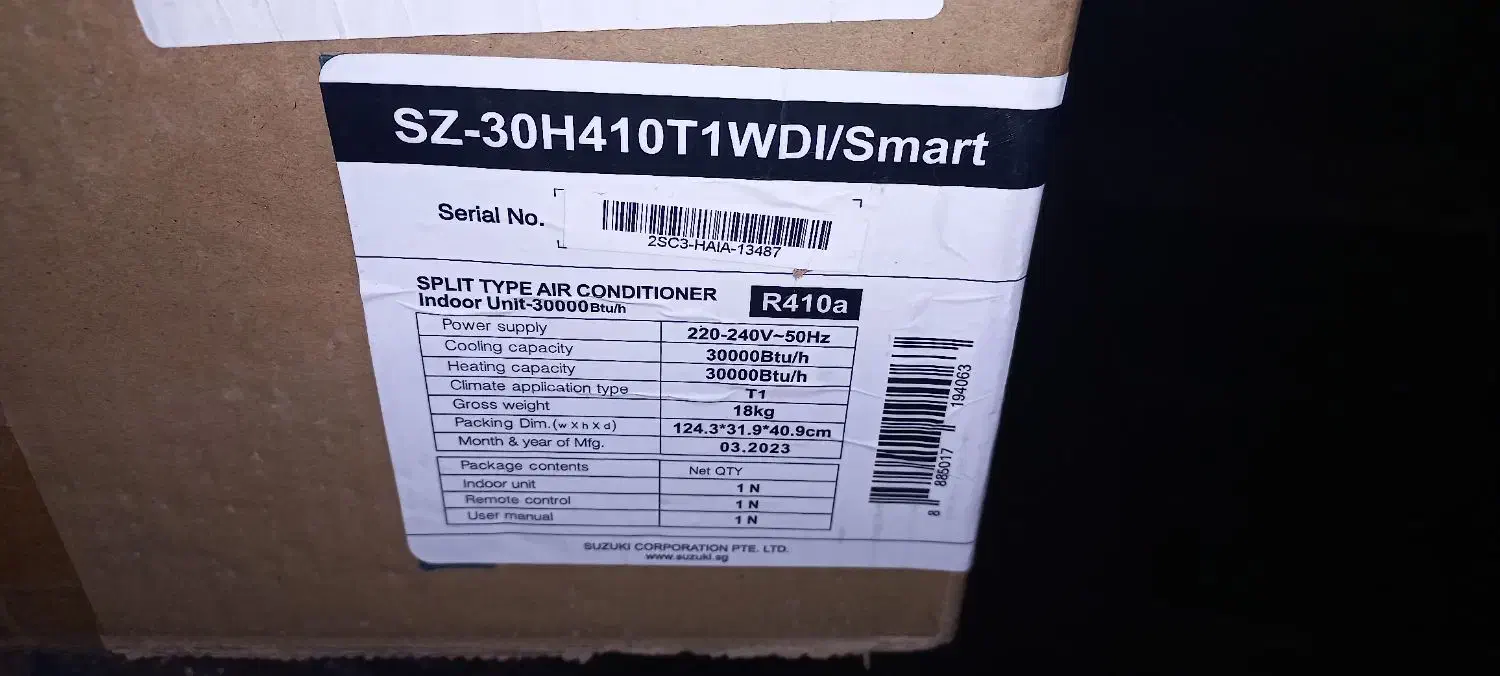 SZ-30H410T1WDI/Smart
Serial No.
2SC3-HAIA-13487
SPLIT TYPE AIR CONDITIONER
Indoor Unit-30000Btu/h
R410a
Power supply 220-240V~50Hz
Cooling capacity 30000Btu/h
Heating capacity 30000Btu/h
Climate application type T1
Gross weight 18kg
Packing Dim.(w X h X d) 124.3*31.9*40.9cm
Month & year of Mfg. 03.2023
Package contents Net QTY
Indoor unit 1 N
Remote control 1 N
User manual 1 N
8 885017 194063
SUZUKI CORPORATION PTE. LTD.
www.suzuki.sg